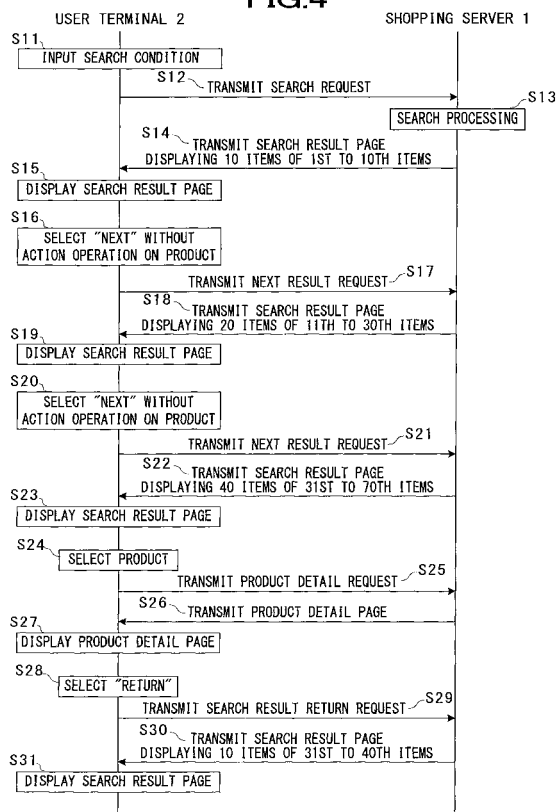 FIG.4
USER TERMINAL 2
SHOPPING SERVER 1
S11
INPUT SEARCH CONDITION
S12
TRANSMIT SEARCH REQUEST
S13
SEARCH PROCESSING
S14
TRANSMIT SEARCH RESULT PAGE
DISPLAYING 10 ITEMS OF 1ST TO 10TH ITEMS
S15
DISPLAY SEARCH RESULT PAGE
S16
SELECT "NEXT" WITHOUT
ACTION OPERATION ON PRODUCT
TRANSMIT NEXT RESULT REQUEST
S17
S18
TRANSMIT SEARCH RESULT PAGE
DISPLAYING 20 ITEMS OF 11TH TO 30TH ITEMS
S19
DISPLAY SEARCH RESULT PAGE
S20
SELECT "NEXT" WITHOUT
ACTION OPERATION ON PRODUCT
TRANSMIT NEXT RESULT REQUEST
S21
S22
TRANSMIT SEARCH RESULT PAGE
DISPLAYING 40 ITEMS OF 31ST TO 70TH ITEMS
S23
DISPLAY SEARCH RESULT PAGE
S24
SELECT PRODUCT
TRANSMIT PRODUCT DETAIL REQUEST
S25
S26
TRANSMIT PRODUCT DETAIL PAGE
S27
DISPLAY PRODUCT DETAIL PAGE
S28
SELECT "RETURN"
TRANSMIT SEARCH RESULT RETURN REQUEST
S29
S30
TRANSMIT SEARCH RESULT PAGE
DISPLAYING 10 ITEMS OF 31ST TO 40TH ITEMS
S31
DISPLAY SEARCH RESULT PAGE